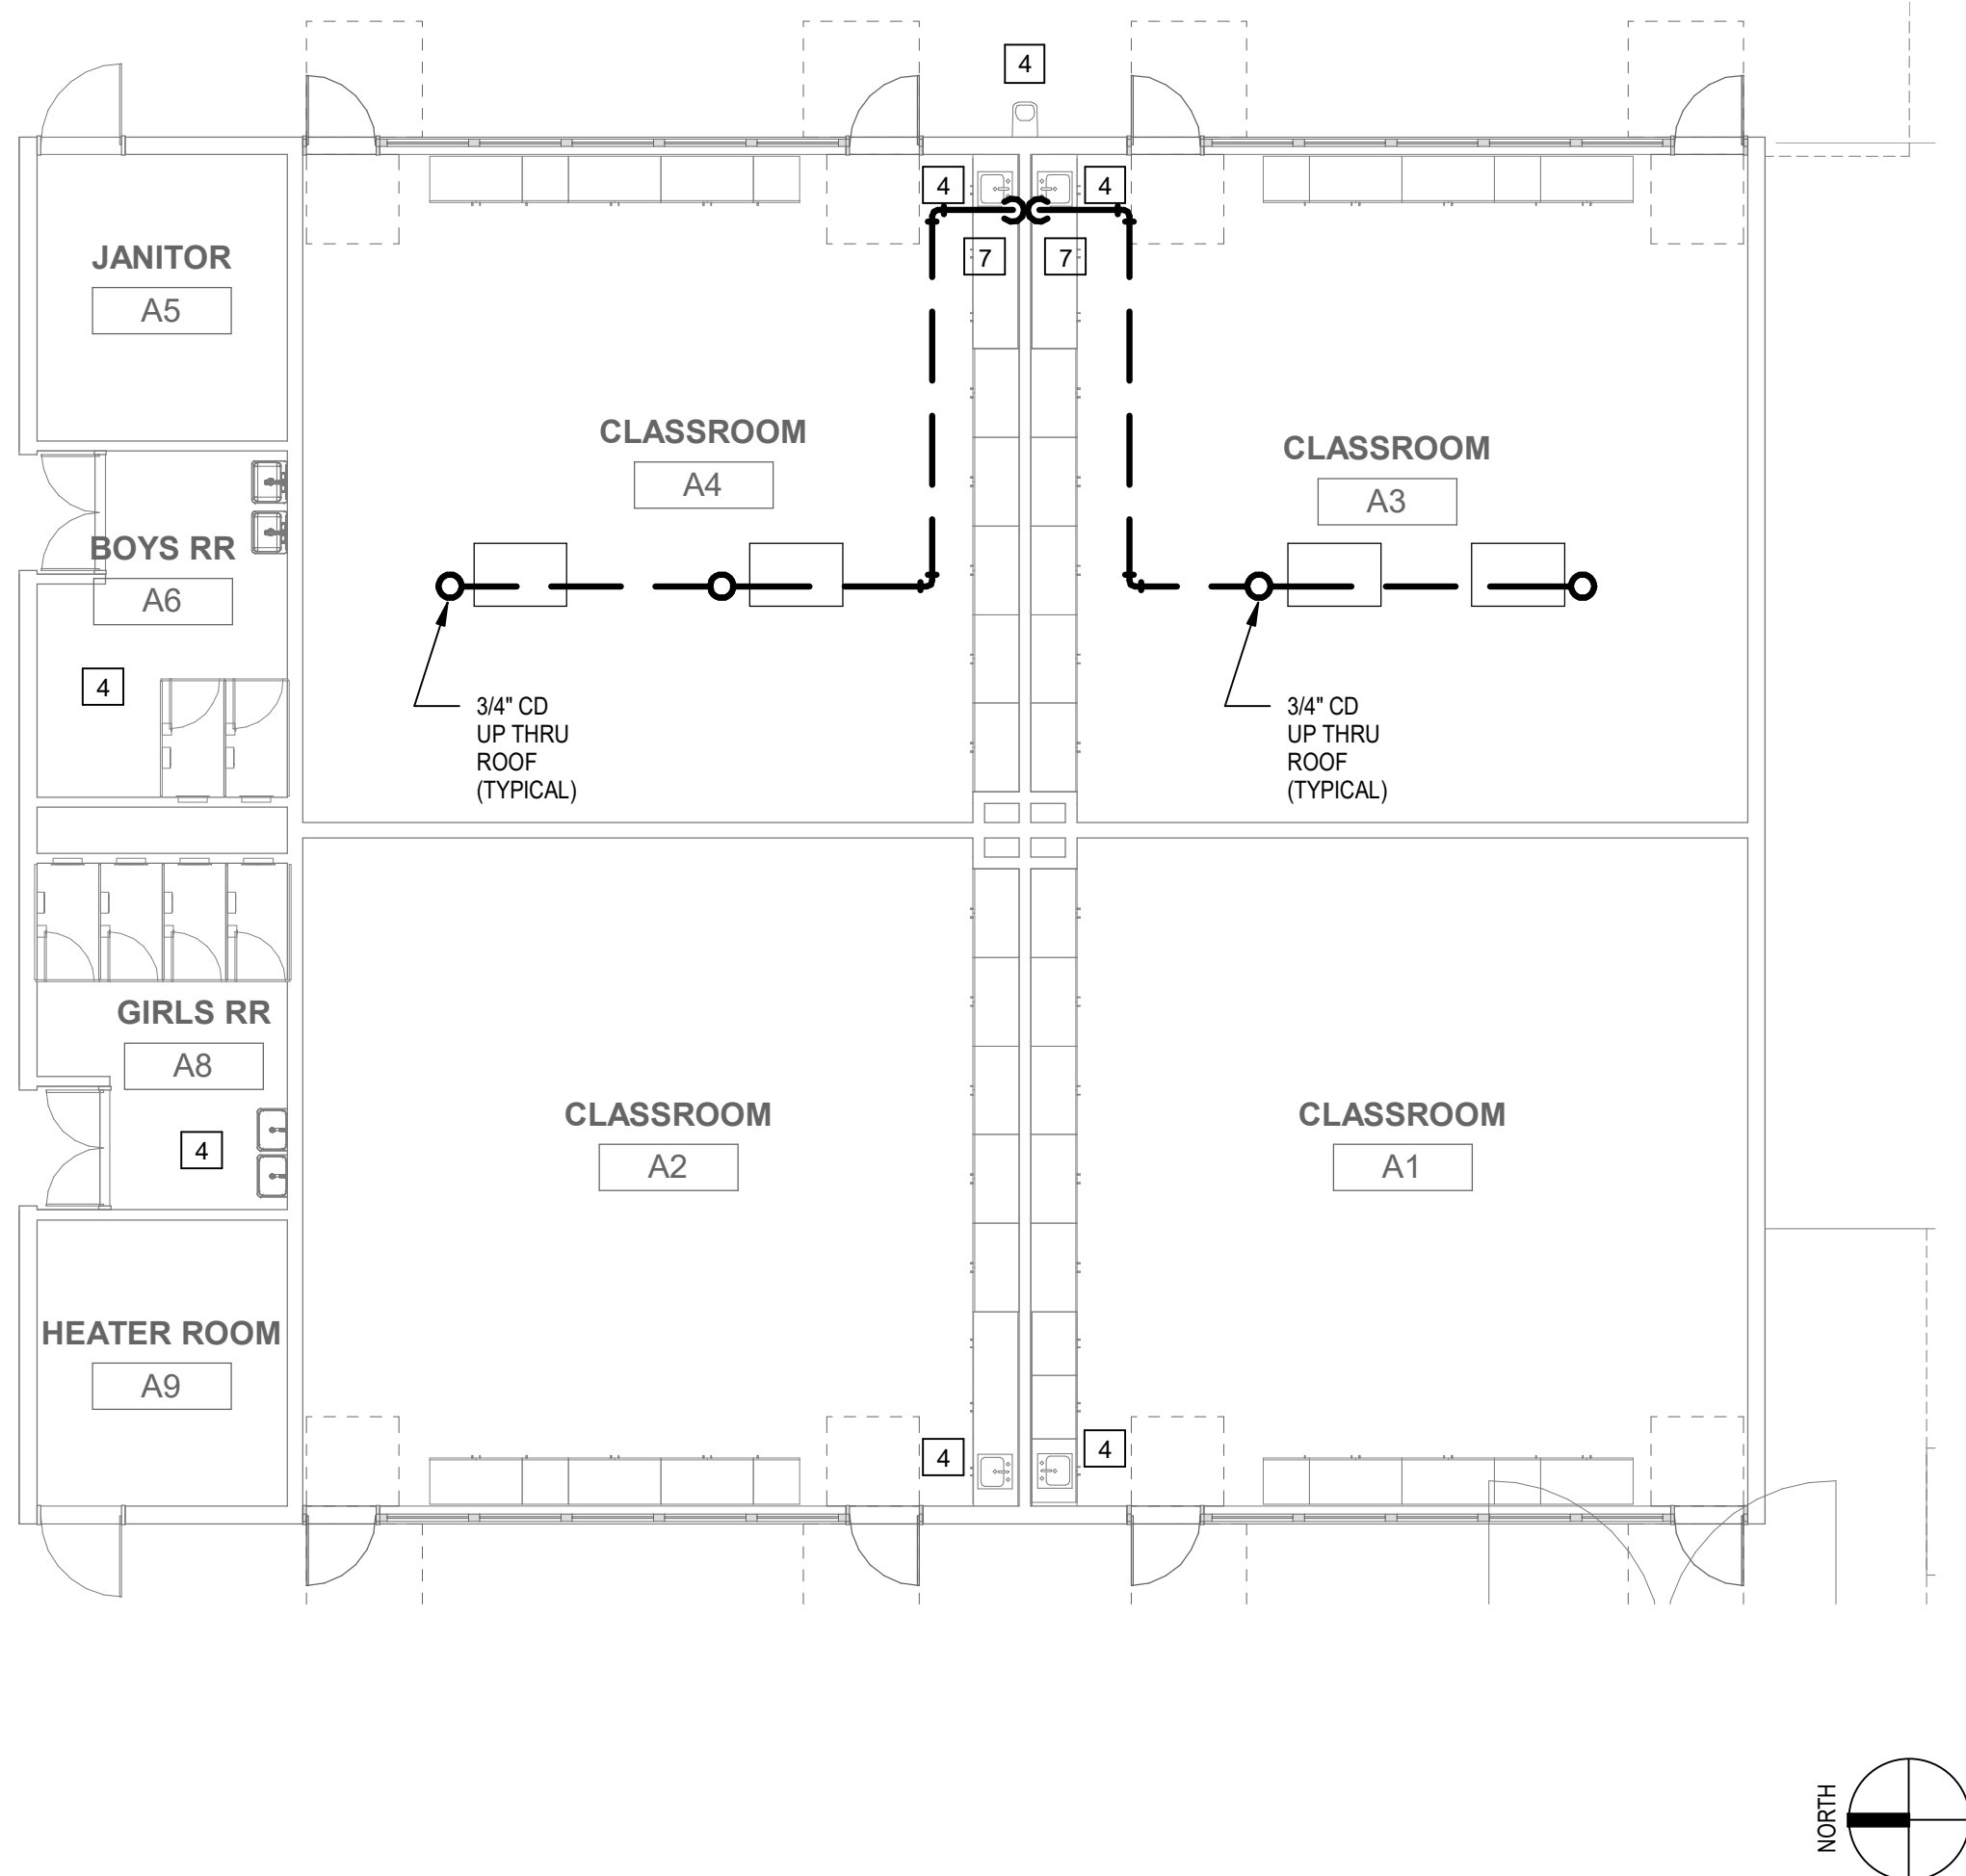 4
4
4
7
7
JANITOR
A5
CLASSROOM
A4
CLASSROOM
A3
BOYS RR
A6
4
3/4" CD
UP THRU
ROOF
(TYPICAL)
3/4" CD
UP THRU
ROOF
(TYPICAL)
GIRLS RR
A8
4
CLASSROOM
A2
CLASSROOM
A1
HEATER ROOM
A9
4
4
NORTH